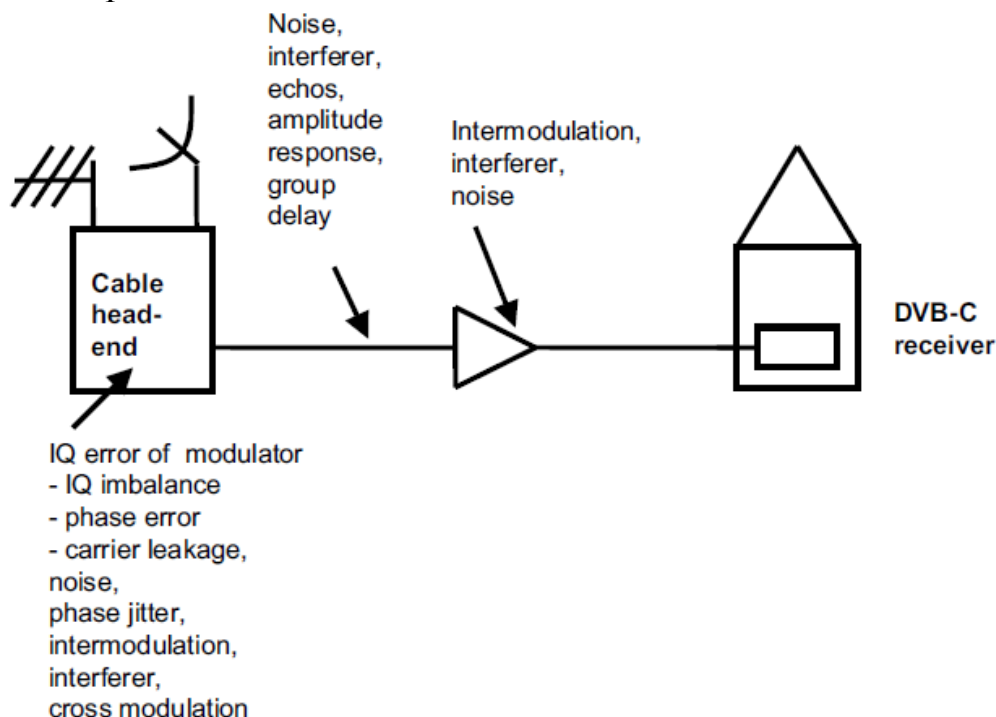 Noise,
interferer,
echos,
amplitude
response,
group
delay
Intermodulation,
interferer,
noise
Cable
head-
end
DVB-C
receiver
IQ error of modulator
- IQ imbalance
- phase error
- carrier leakage,
noise,
phase jitter,
intermodulation,
interferer,
cross modulation